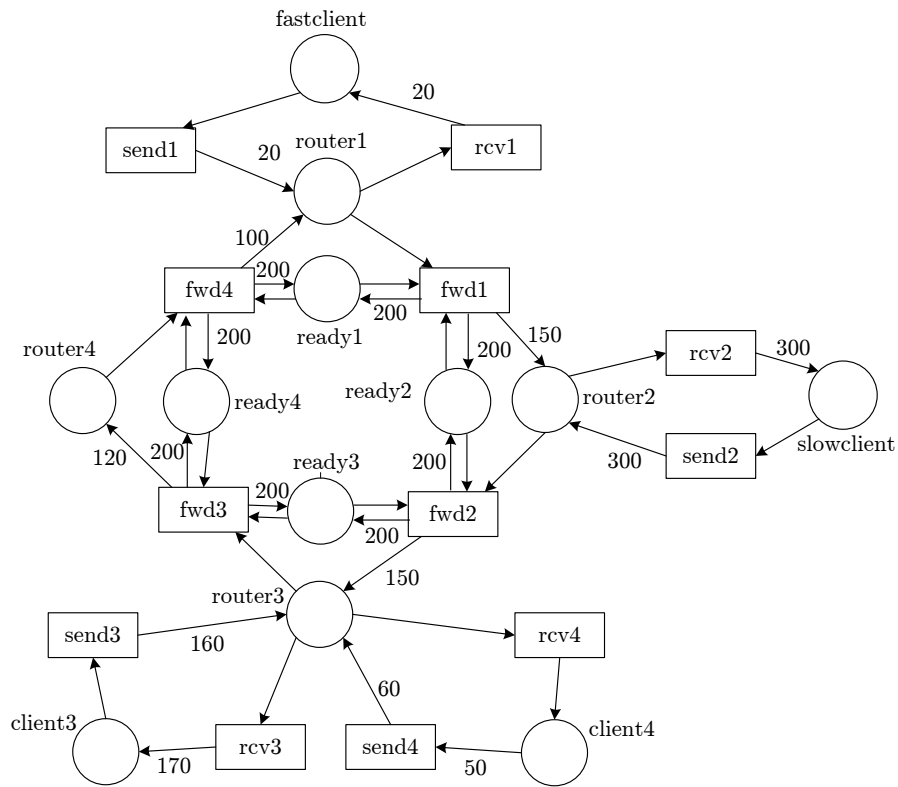 fastclient
20
send1
20
router1
rcv1
100
200
fwd4
fwd1
200
ready1
150
200
200
router4
rcv2
300
ready4
ready2
router2
slowclient
120
200
ready3
200
send2
300
200
fwd3
fwd2
200
150
router3
send3
160
rcv4
60
client3
client4
rcv3
send4
170
50